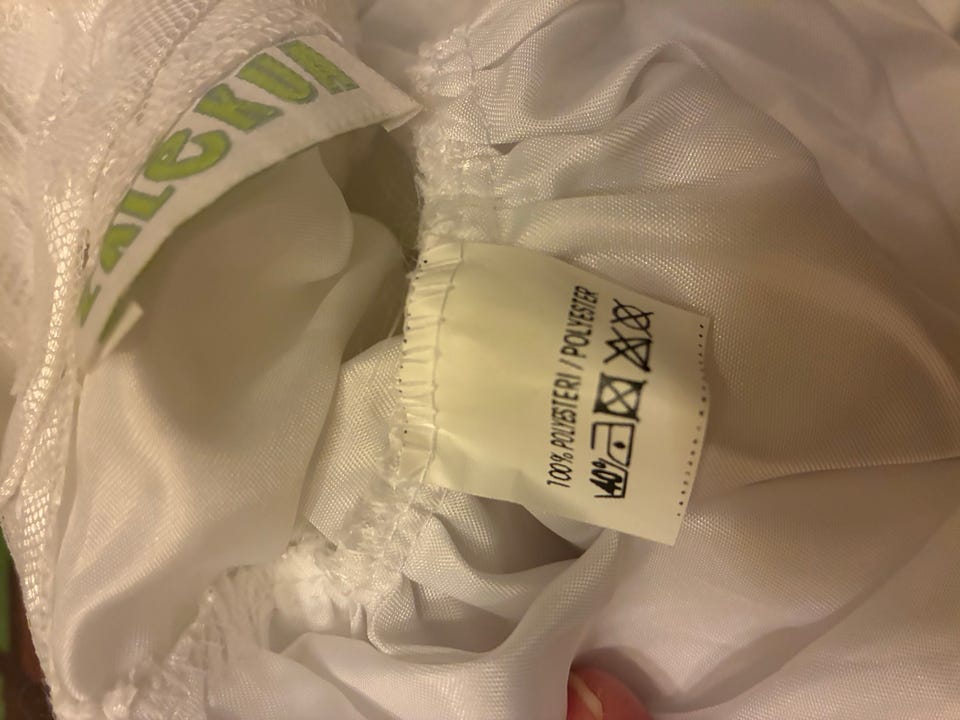 100% POLYESTERI / POLYESTER
40°